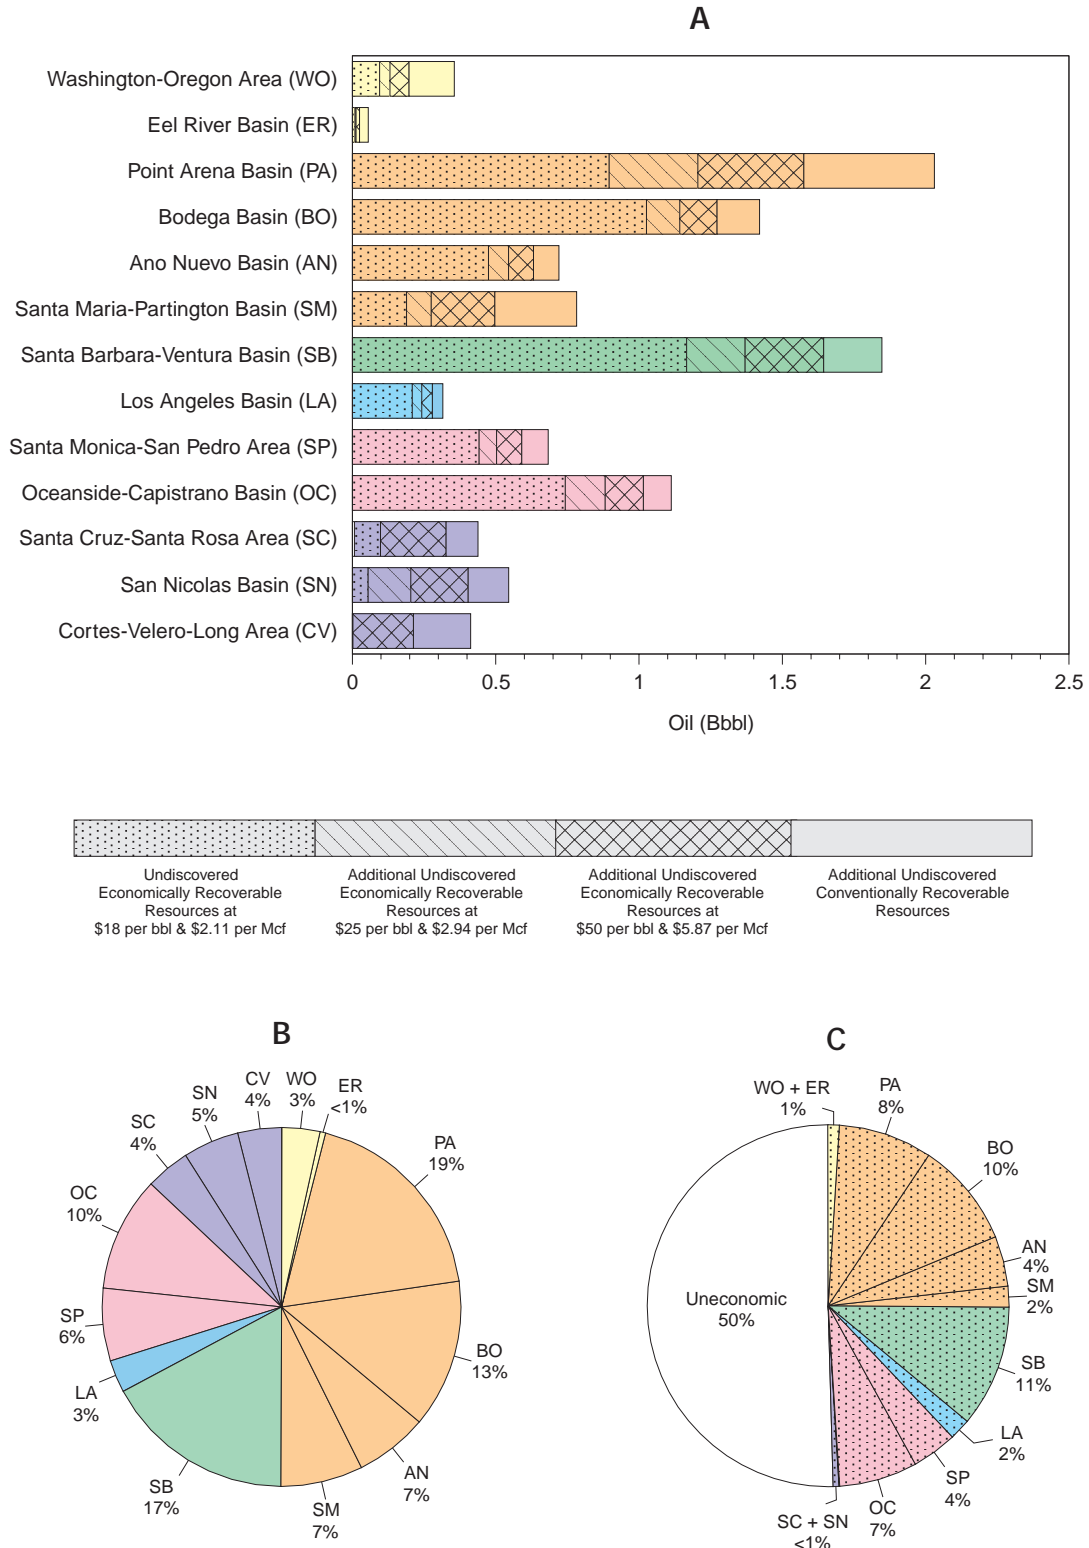 A
Washington-Oregon Area (WO)
Eel River Basin (ER)
Point Arena Basin (PA)
Bodega Basin (BO)
Ano Nuevo Basin (AN)
Santa Maria-Partington Basin (SM)
Santa Barbara-Ventura Basin (SB)
Los Angeles Basin (LA)
Santa Monica-San Pedro Area (SP)
Oceanside-Capistrano Basin (OC)
Santa Cruz-Santa Rosa Area (SC)
San Nicolas Basin (SN)
Cortes-Velero-Long Area (CV)
0 0.5 1 1.5 2 2.5
Oil (Bbbl)
Undiscovered
Economically Recoverable
Resources at
$18 per bbl & $2.11 per Mcf
Additional Undiscovered
Economically Recoverable
Resources at
$25 per bbl & $2.94 per Mcf
Additional Undiscovered
Economically Recoverable
Resources at
$50 per bbl & $5.87 per Mcf
Additional Undiscovered
Conventionally Recoverable
Resources
B
WO
3%
ER
<1%
PA
19%
BO
13%
AN
7%
SM
7%
SB
17%
LA
3%
SP
6%
OC
10%
SC
4%
SN
5%
CV
4%
C
WO + ER
1%
PA
8%
BO
10%
AN
4%
SM
2%
SB
11%
LA
2%
SP
4%
OC
7%
SC + SN
<1%
Uneconomic
50%